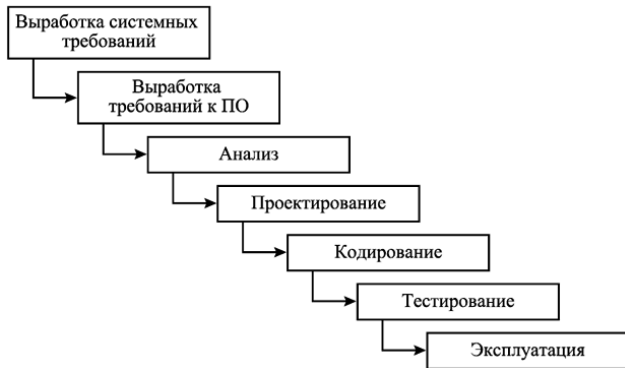 Выработка системных
требований
Выработка
требований к ПО
Анализ
Проектирование
Кодирование
Тестирование
Эксплуатация